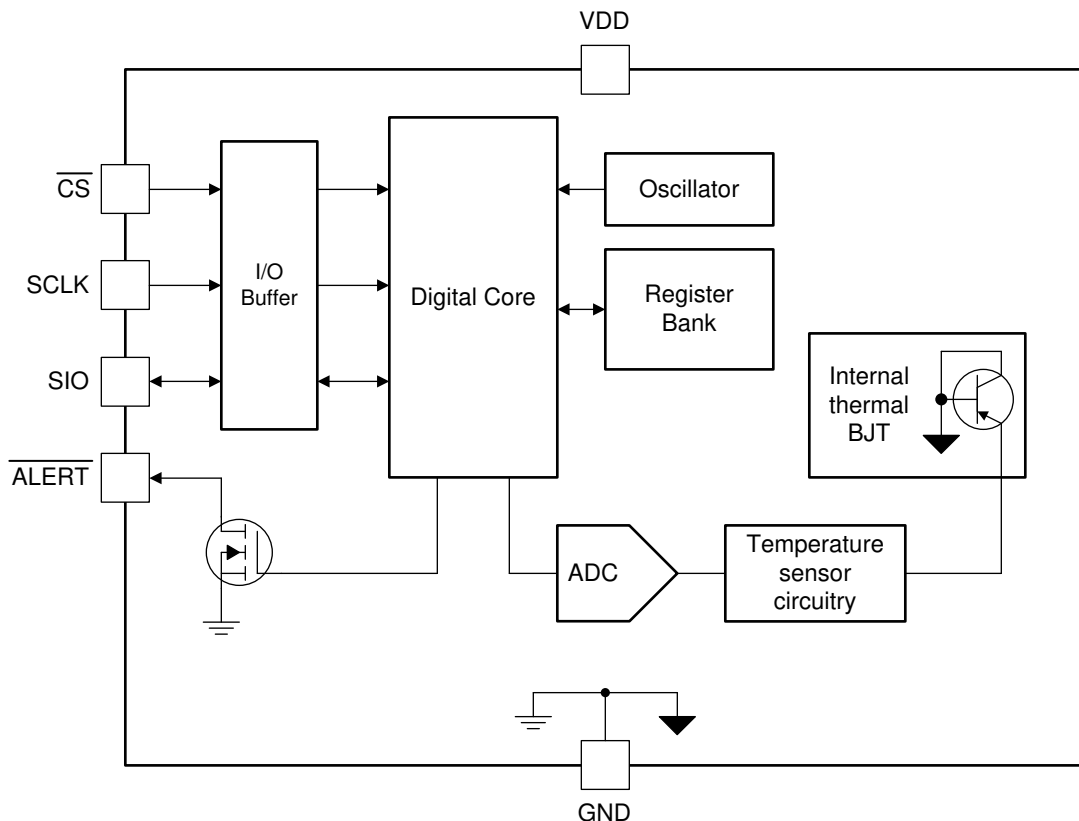 VDD
CS
SCLK
SIO
ALERT
I/O
Buffer
Digital Core
Oscillator
Register
Bank
Internal
thermal
BJT
ADC
Temperature
sensor
circuitry
GND